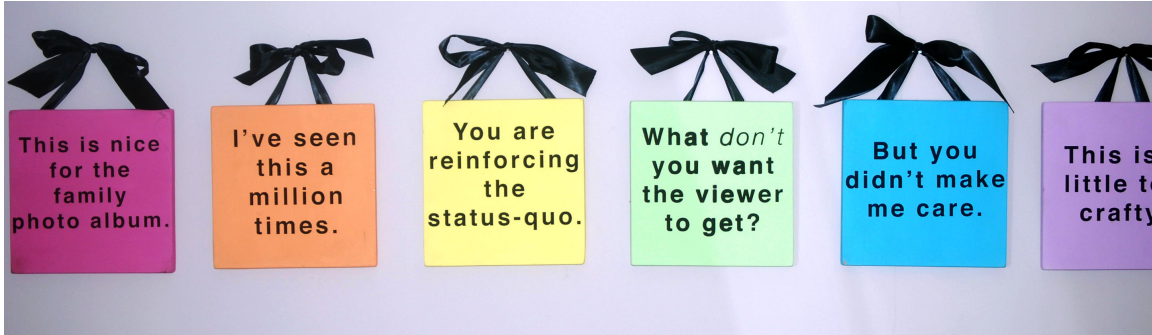 This is nice
for the
family
photo album.
I've seen
this a
million
times.
You are
reinforcing
the
status-quo.
What don't
you want
the viewer
to get?
But you
didn't make
me care.
This is
little
crafty